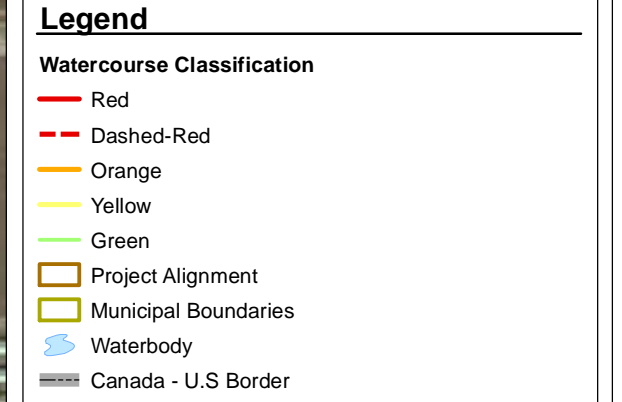 Legend
Watercourse Classification
Red
Dashed-Red
Orange
Yellow
Green
Project Alignment
Municipal Boundaries
Waterbody
Canada - U.S Border